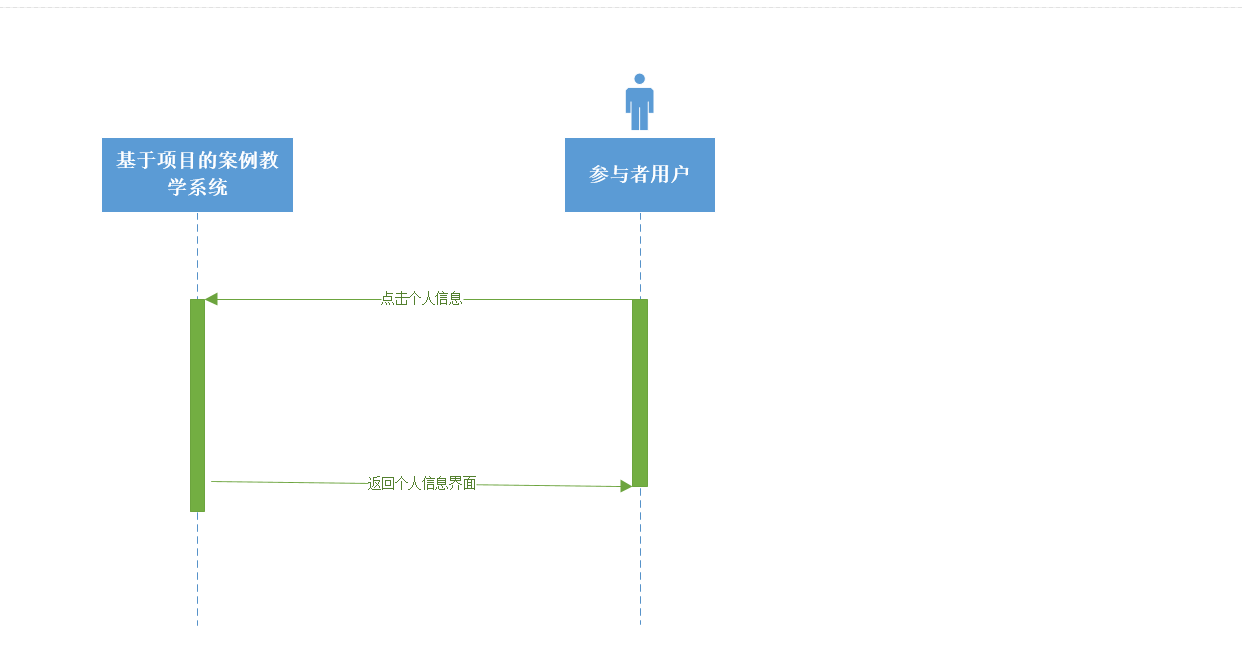 基于项目的案例教
学系统
参与者用户
点击个人信息
返回个人信息界面